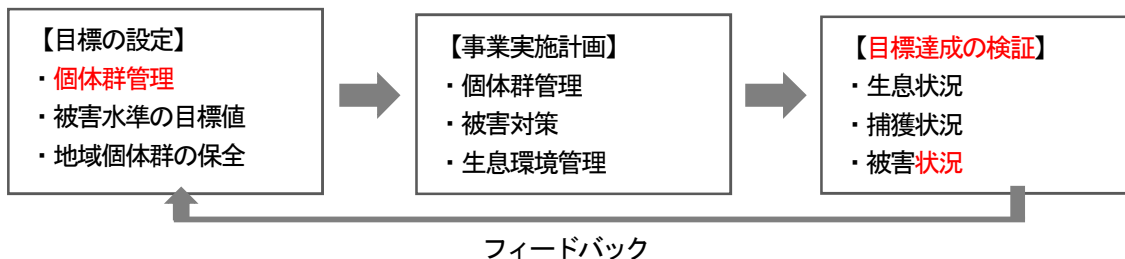 【目標の設定】
・個体群管理
・被害水準の目標値
・地域個体群の保全
【事業実施計画】
・個体群管理
・被害対策
・生息環境管理
【目標達成の検証】
・生息状況
・捕獲状況
・被害状況
フィードバック